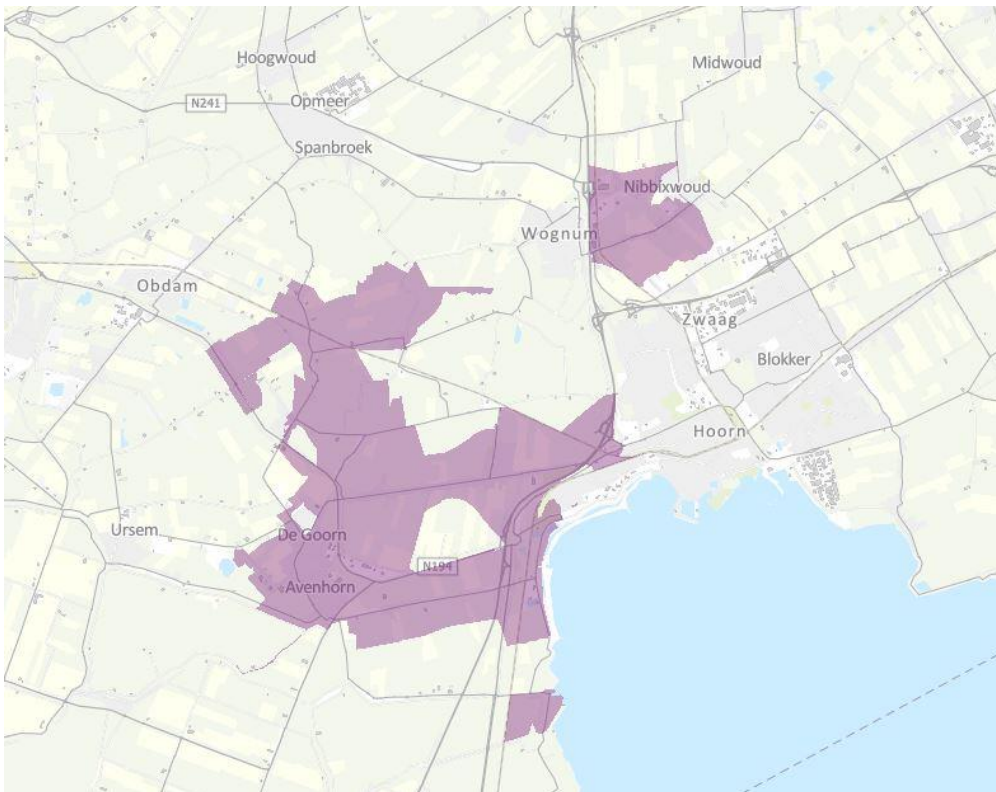 Hoogwoud
Midwoud
N241
Opmeer
Spanbroek
Nibbixwoud
Wognum
Obdam
Zwaag
Blokker
Hoorn
Ursem
De Goorn
N194
Avenhorn